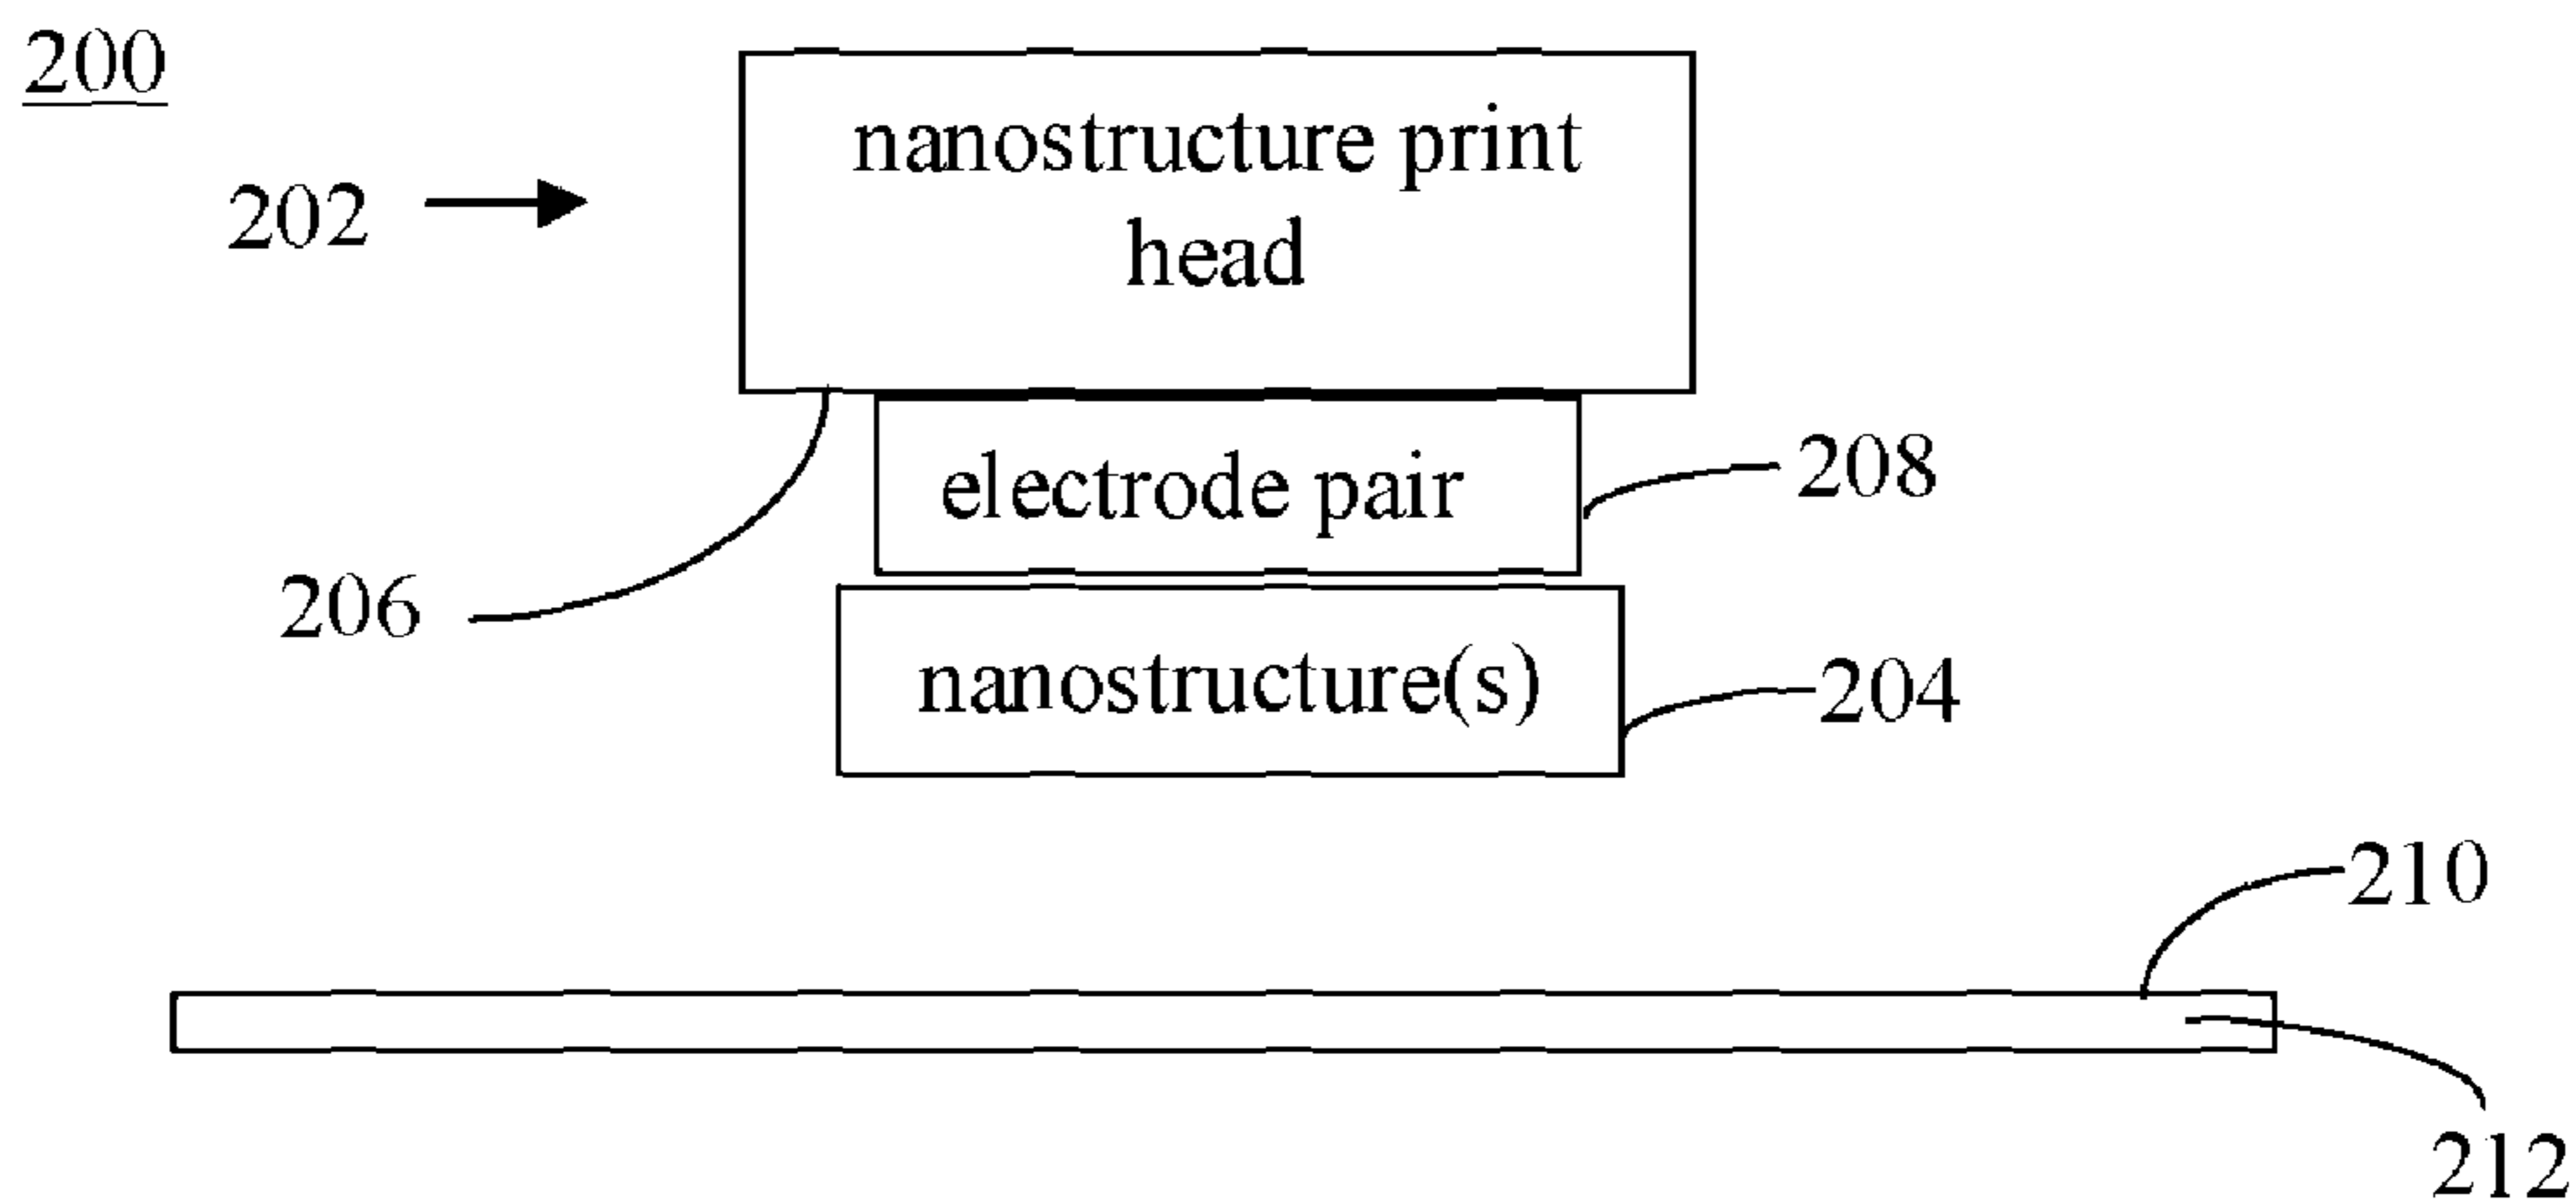 200
nanostructure print
202
head
electrode pair
208
206
nanostructure(s)
204
210
212